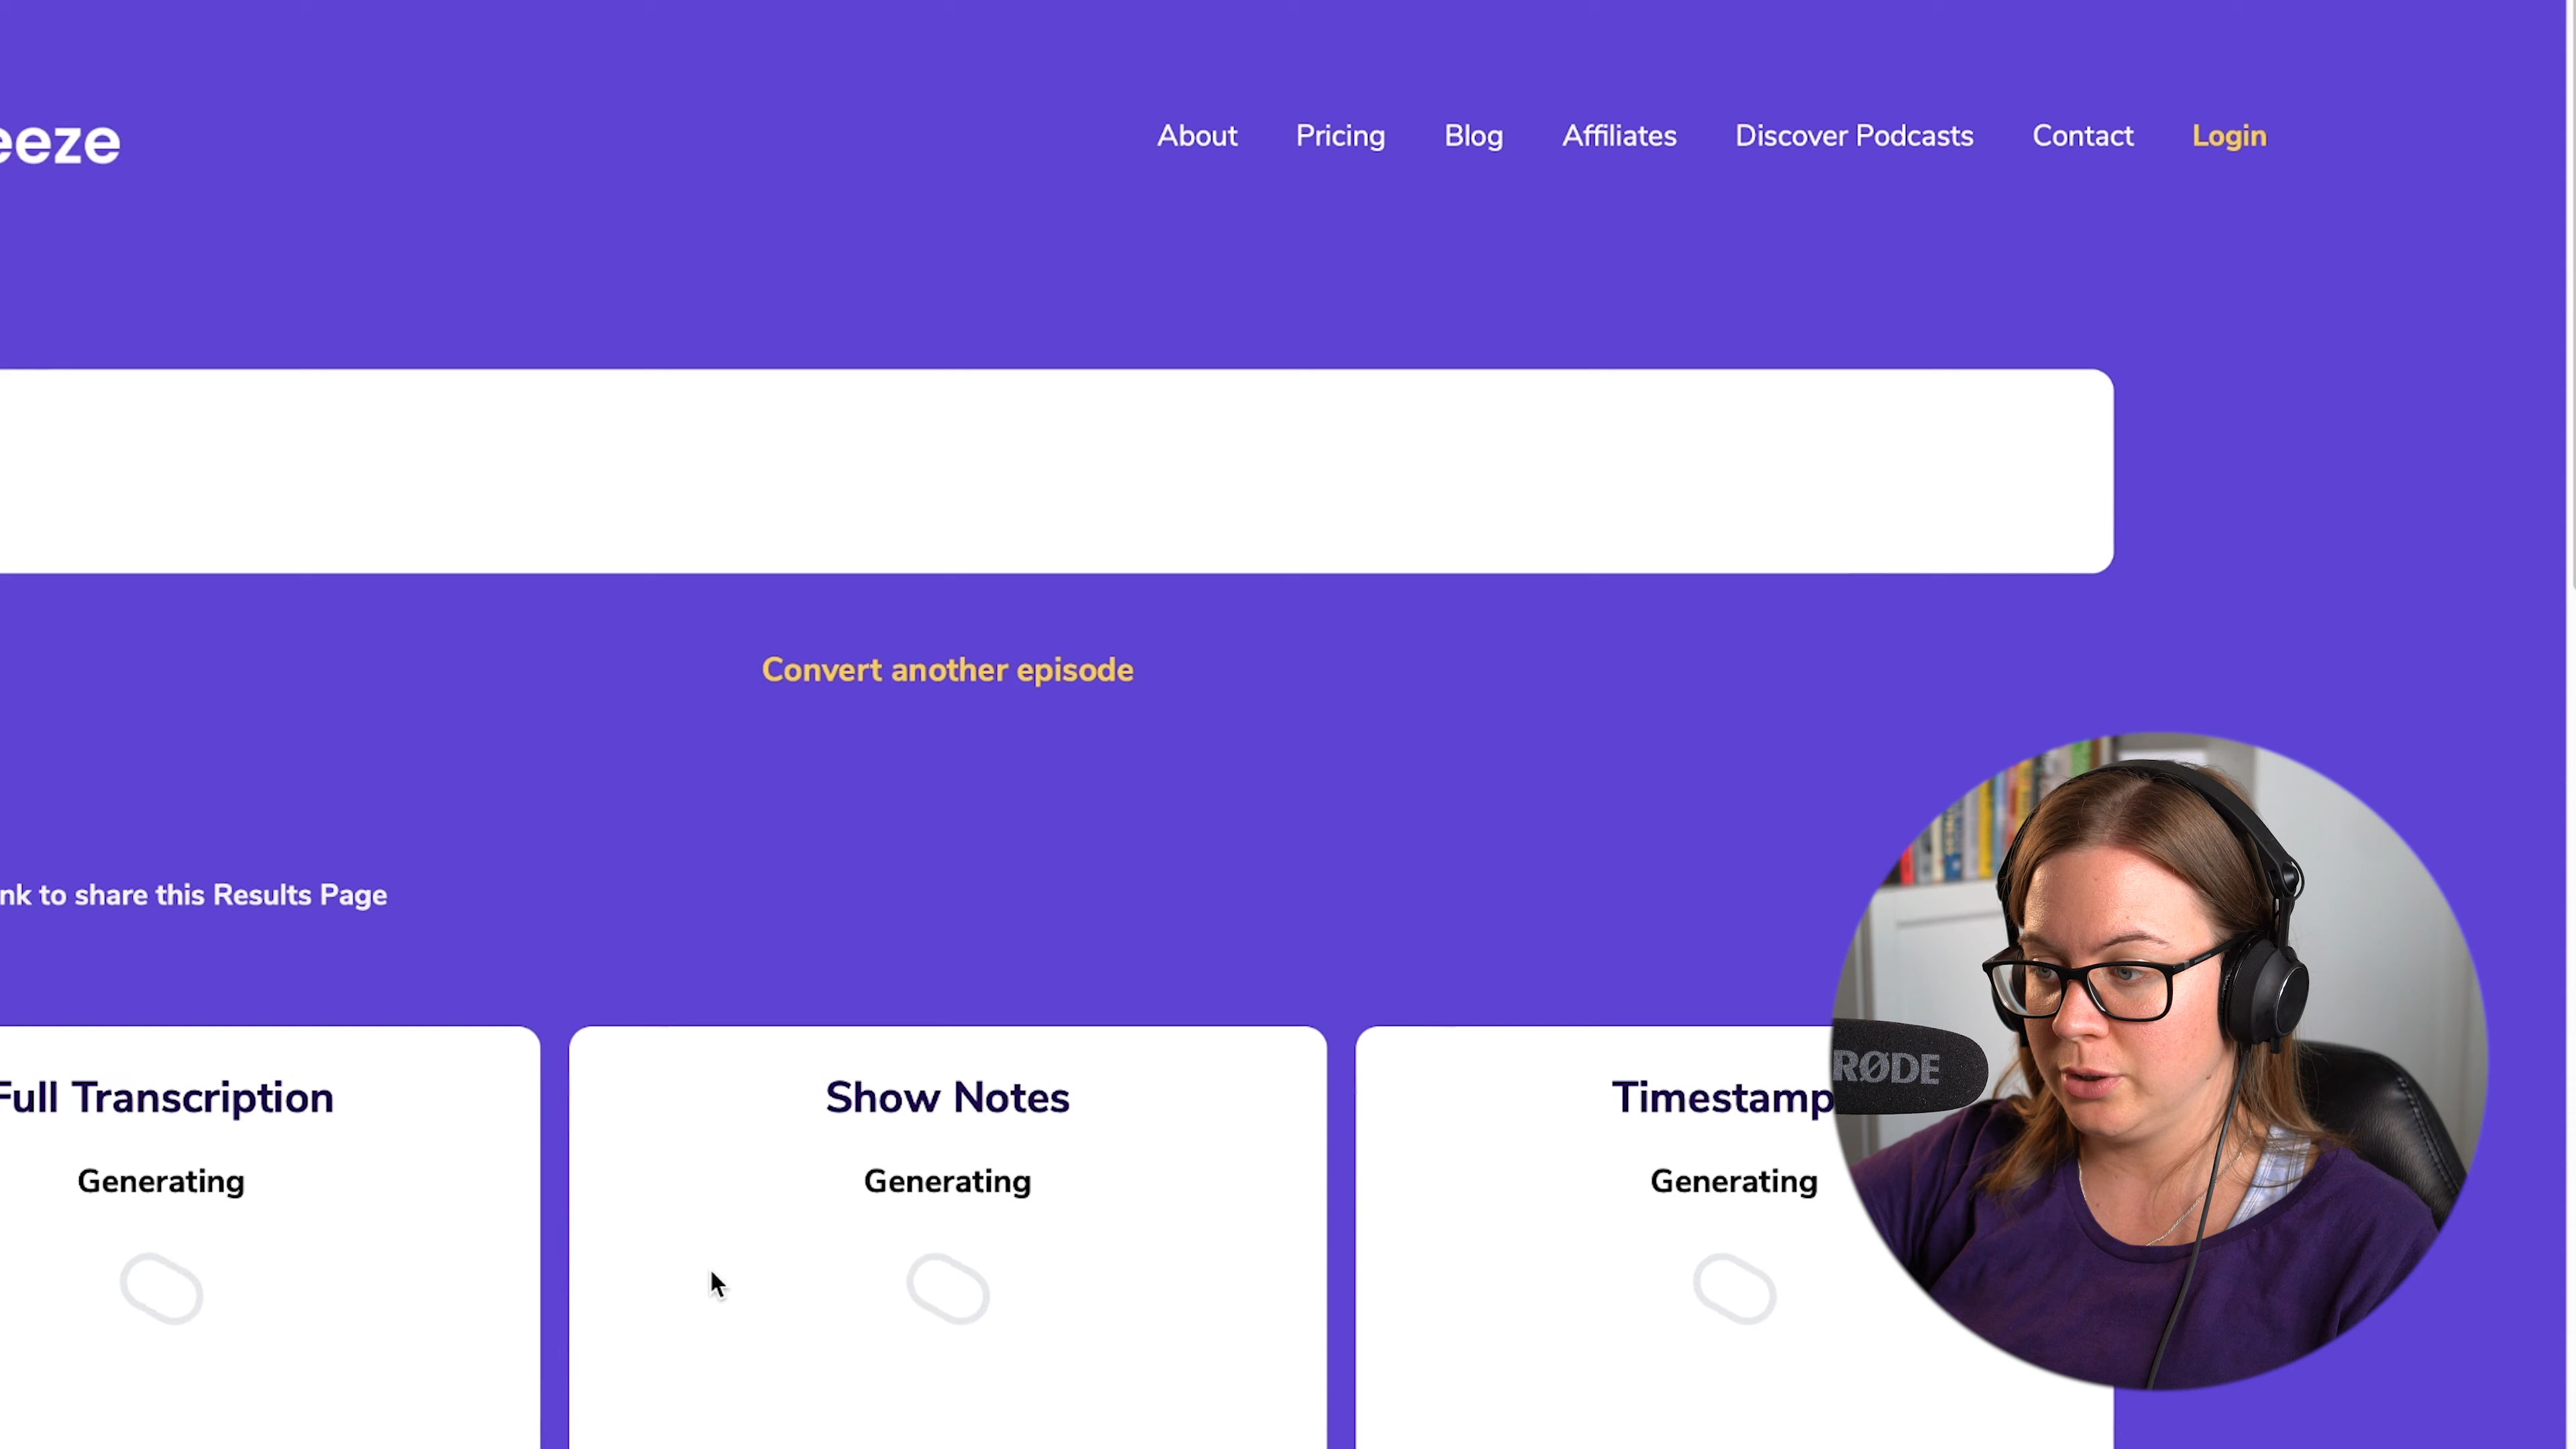 eeze
About Pricing Blog Affiliates Discover Podcasts Contact Login
Convert another episode
nk to share this Results Page
Full Transcription
Generating
Show Notes
Generating
Timestamp
Generating
RØDE